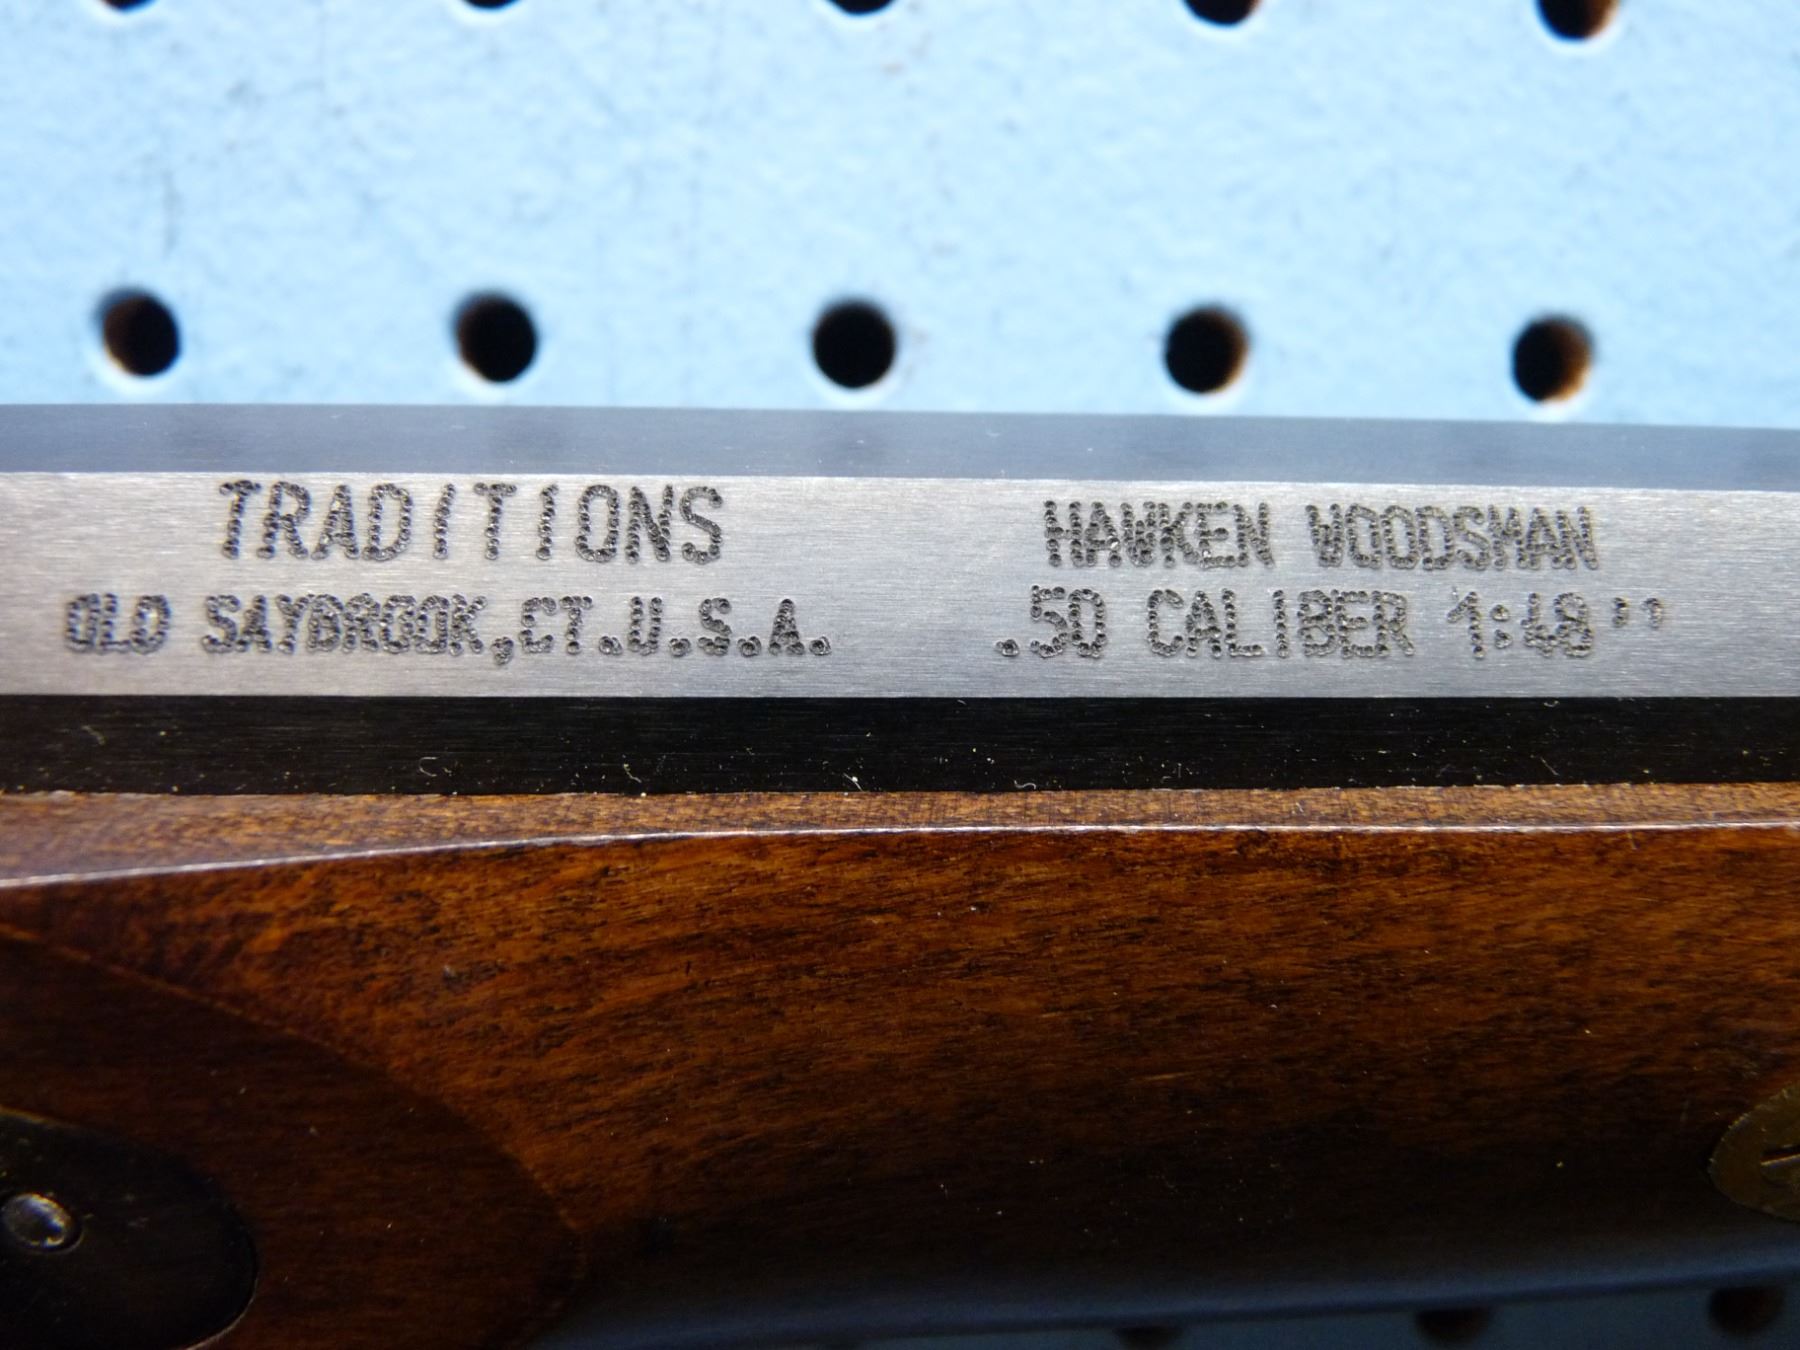 TRADITIONS
OLD SAYBROOK,CT.U.S.A.
HAWKEN WOODSMAN
.50 CALIBER 1:48"